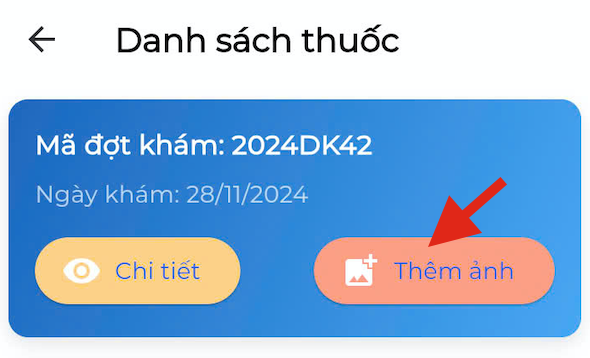 Danh sách thuốc
Mã đợt khám: 2024DK42
Ngày khám: 28/11/2024
Chi tiết
Thêm ảnh